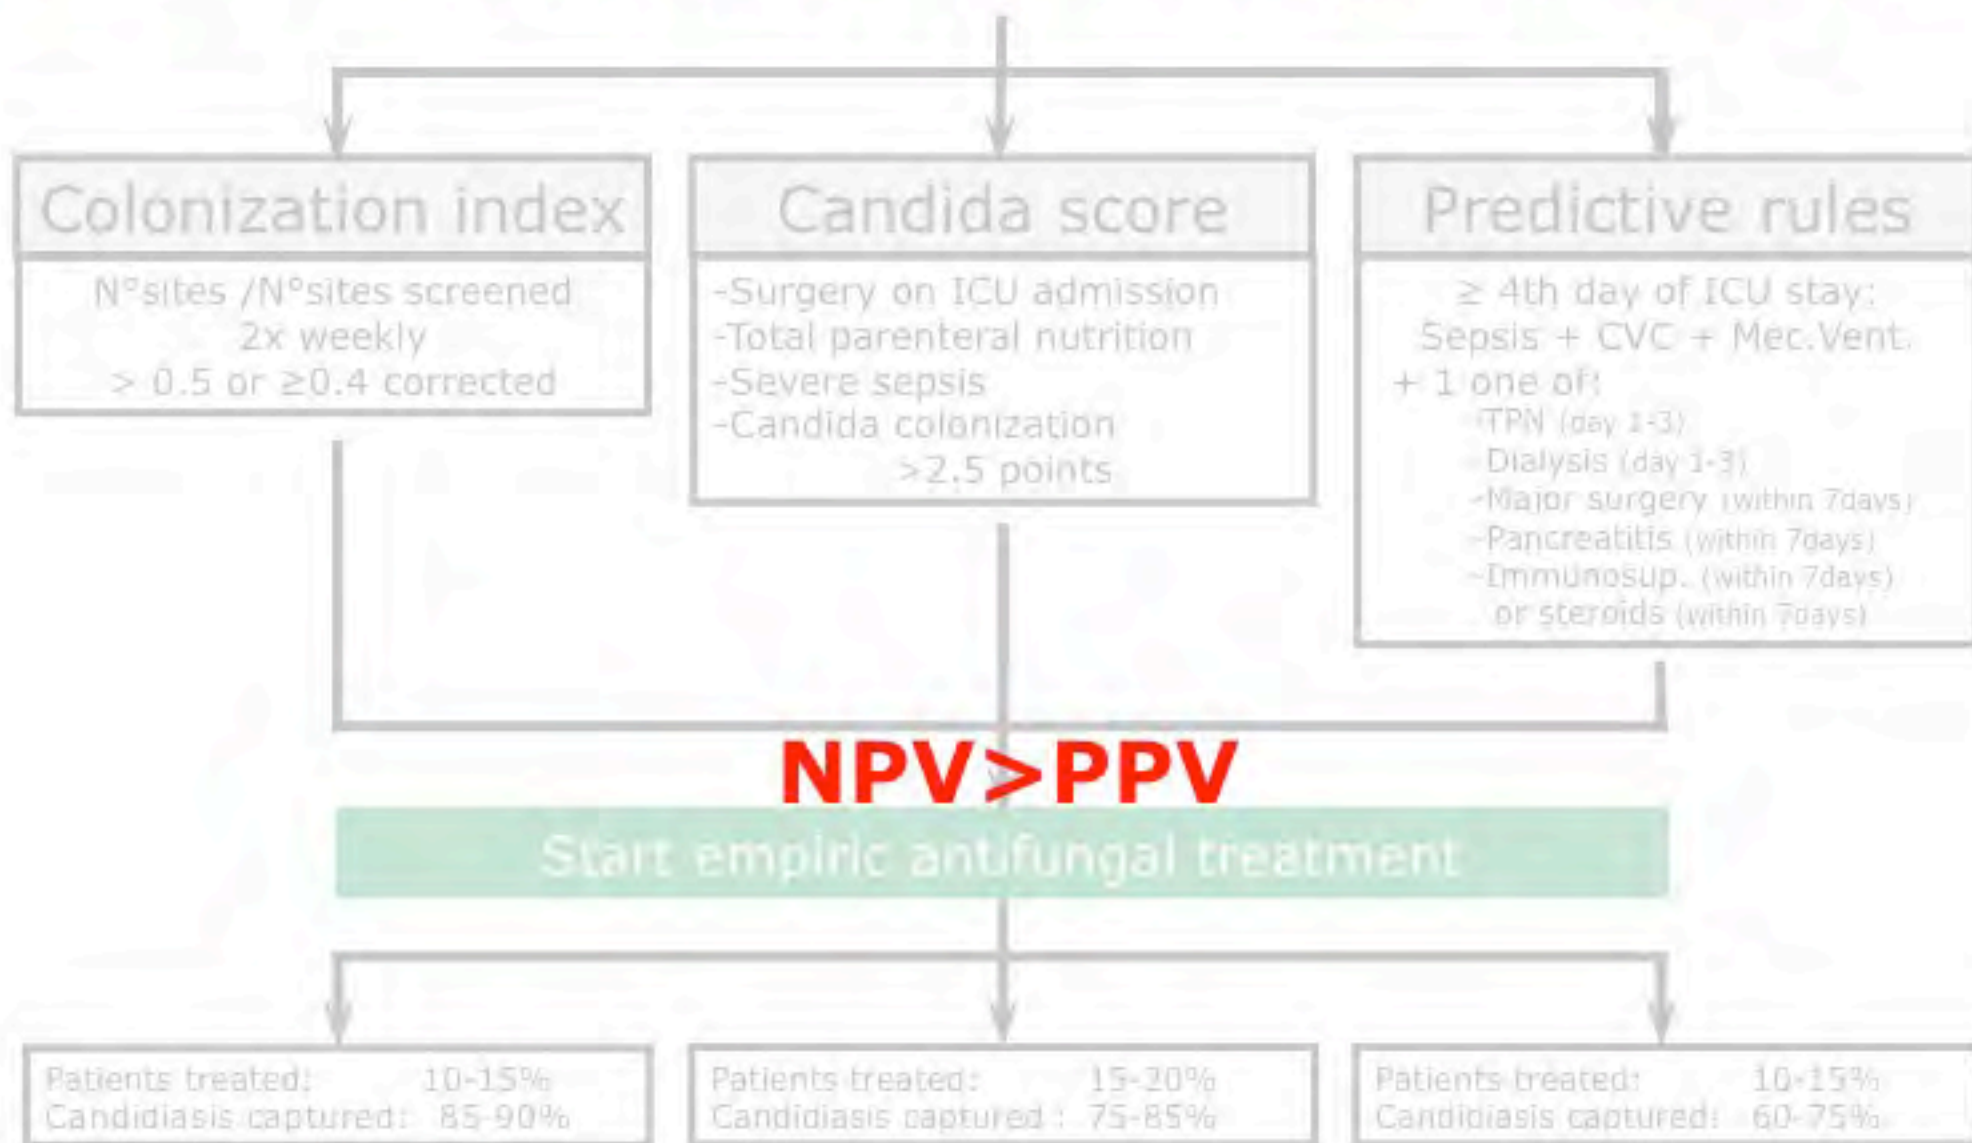 Colonization index
N°sites /N°sites screened
2x weekly
> 0.5 or ≥0.4 corrected
Candida score
-Surgery on ICU admission
-Total parenteral nutrition
-Severe sepsis
-Candida colonization
>2.5 points
Predictive rules
≥ 4th day of ICU stay:
Sepsis + CVC + Mec.Vent.
+ 1 one of:
-TPN (day 1-3)
-Dialysis (day 1-3)
-Major surgery (within 7days)
-Pancreatitis (within 7days)
-Immunosup. (within 7days)
or steroids (within 7days)
NPV>PPV
Start empiric antifungal treatment
Patients treated: 10-15%
Candidiasis captured: 85-90%
Patients treated: 15-20%
Candidiasis captured : 75-85%
Patients treated: 10-15%
Candidiasis captured: 60-75%